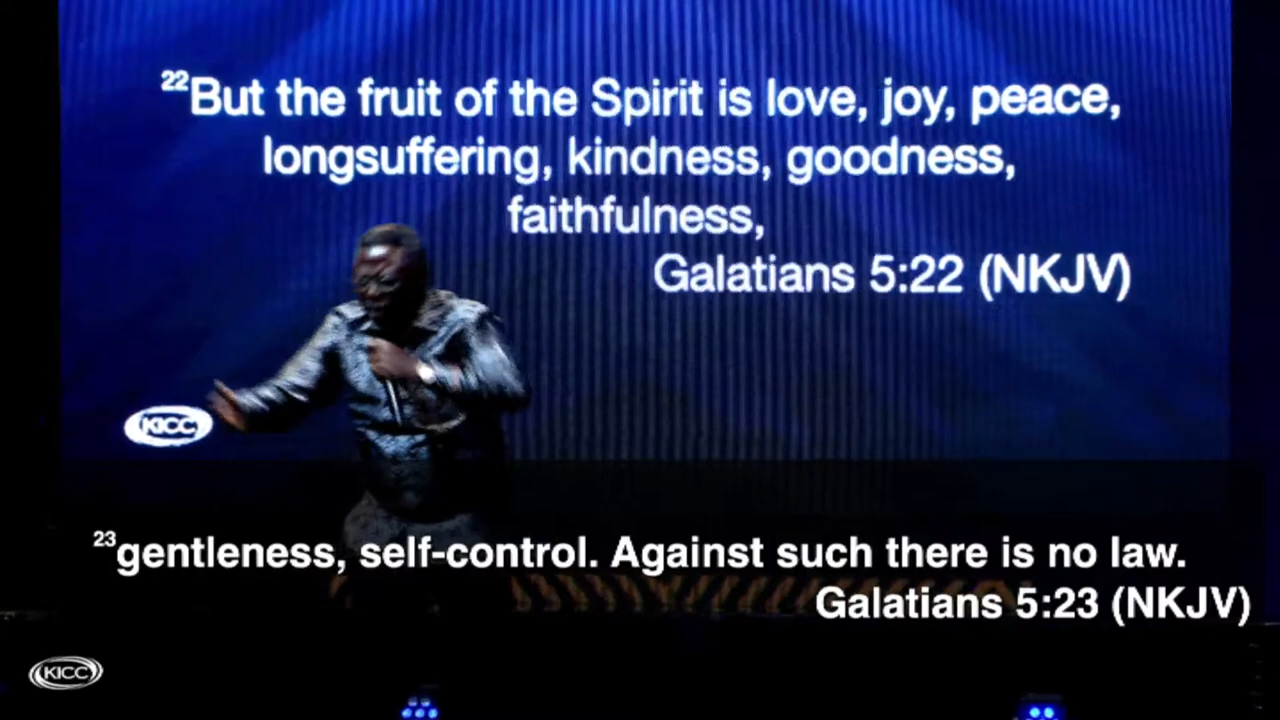 ²²But the fruit of the Spirit is love, joy, peace,
longsuffering, kindness, goodness,
faithfulness,
Galatians 5:22 (NKJV)
KICC
²³gentleness, self-control. Against such there is no law.
Galatians 5:23 (NKJV)
KICC